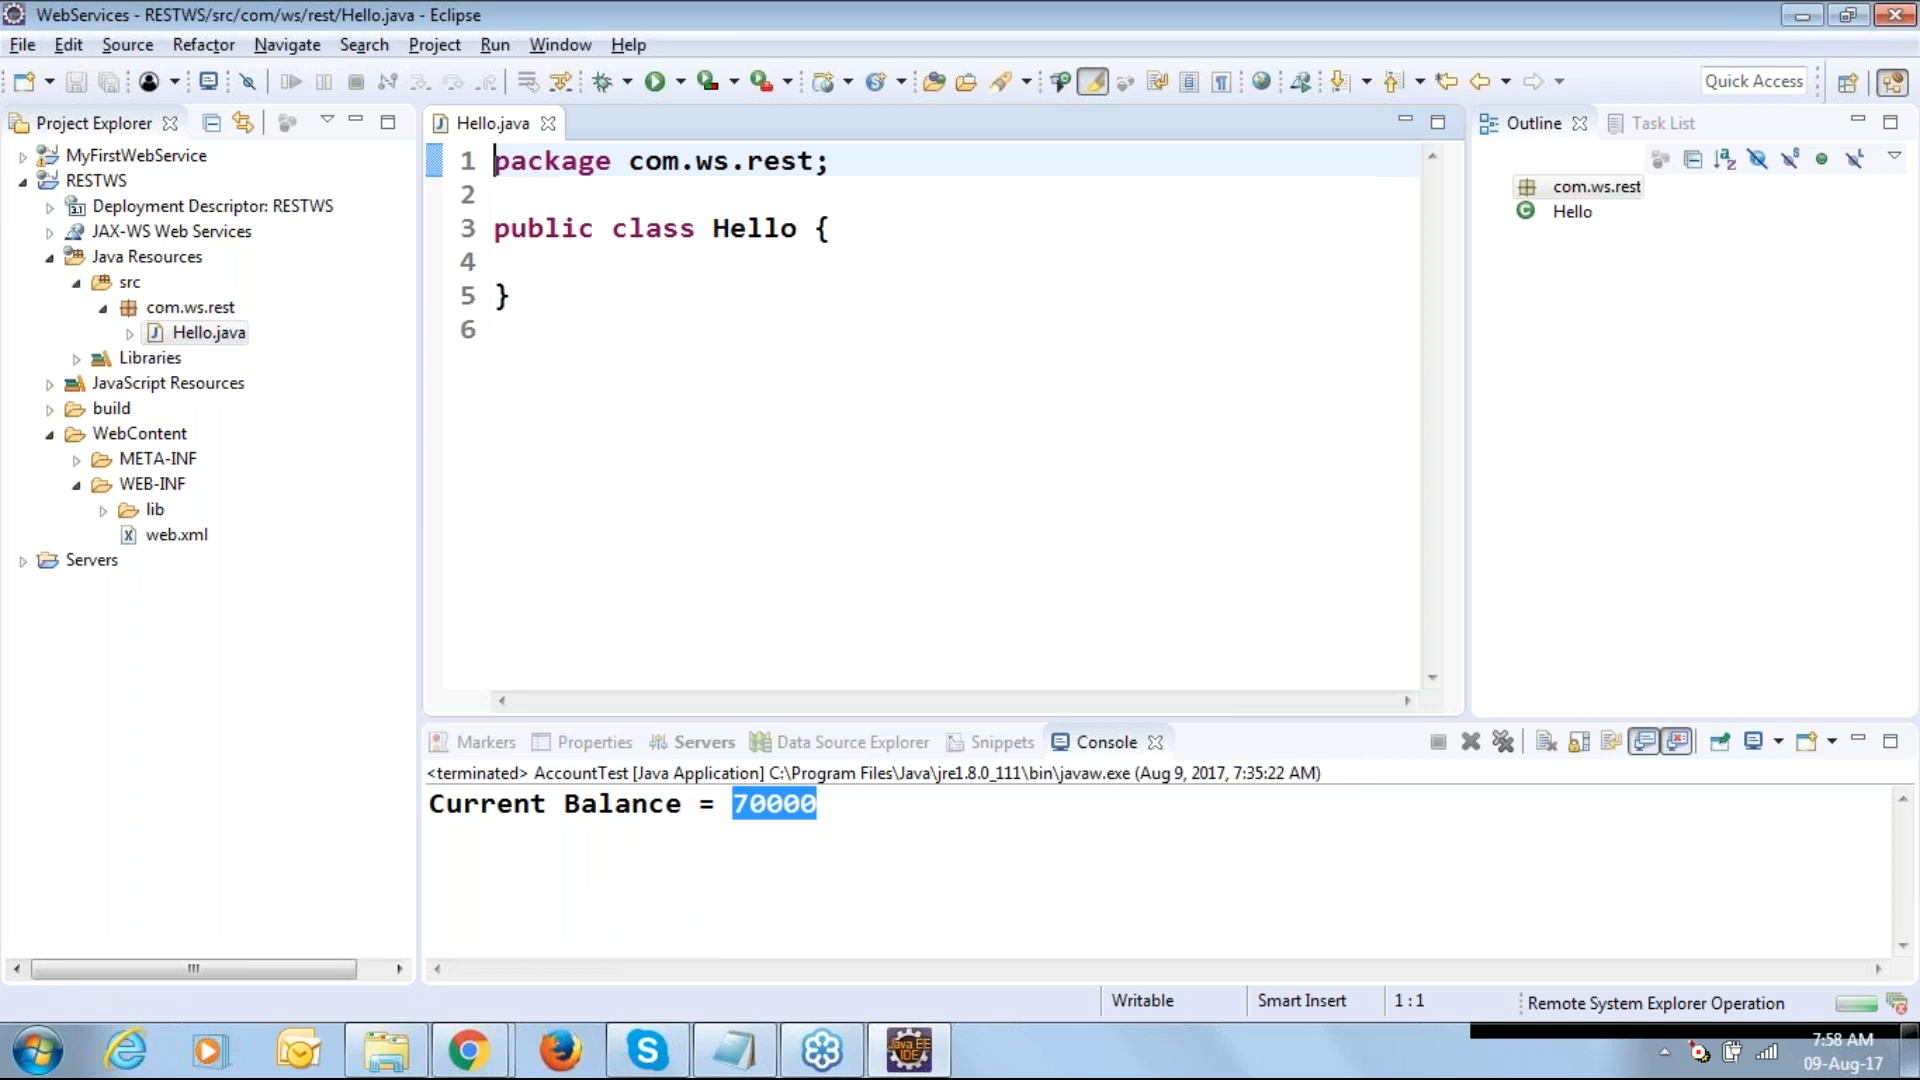 WebServices - RESTWS/src/com/ws/rest/Hello.java - Eclipse
File Edit Source Refactor Navigate Search Project Run Window Help
Quick Access
Project Explorer
MyFirstWebService
RESTWS
Deployment Descriptor: RESTWS
JAX-WS Web Services
Java Resources
src
com.ws.rest
Hello.java
Libraries
JavaScript Resources
build
WebContent
META-INF
WEB-INF
lib
web.xml
Servers
Hello.java
1 package com.ws.rest;
2
3 public class Hello {
4
5 }
6
Outline Task List
com.ws.rest
Hello
Markers Properties Servers Data Source Explorer Snippets Console
<terminated> AccountTest [Java Application] C:\Program Files\Java\jre1.8.0_111\bin\javaw.exe (Aug 9, 2017, 7:35:22 AM)
Current Balance = 70000
Writable Smart Insert 1 : 1 Remote System Explorer Operation
Java EE
IDE
7:58 AM
09-Aug-17